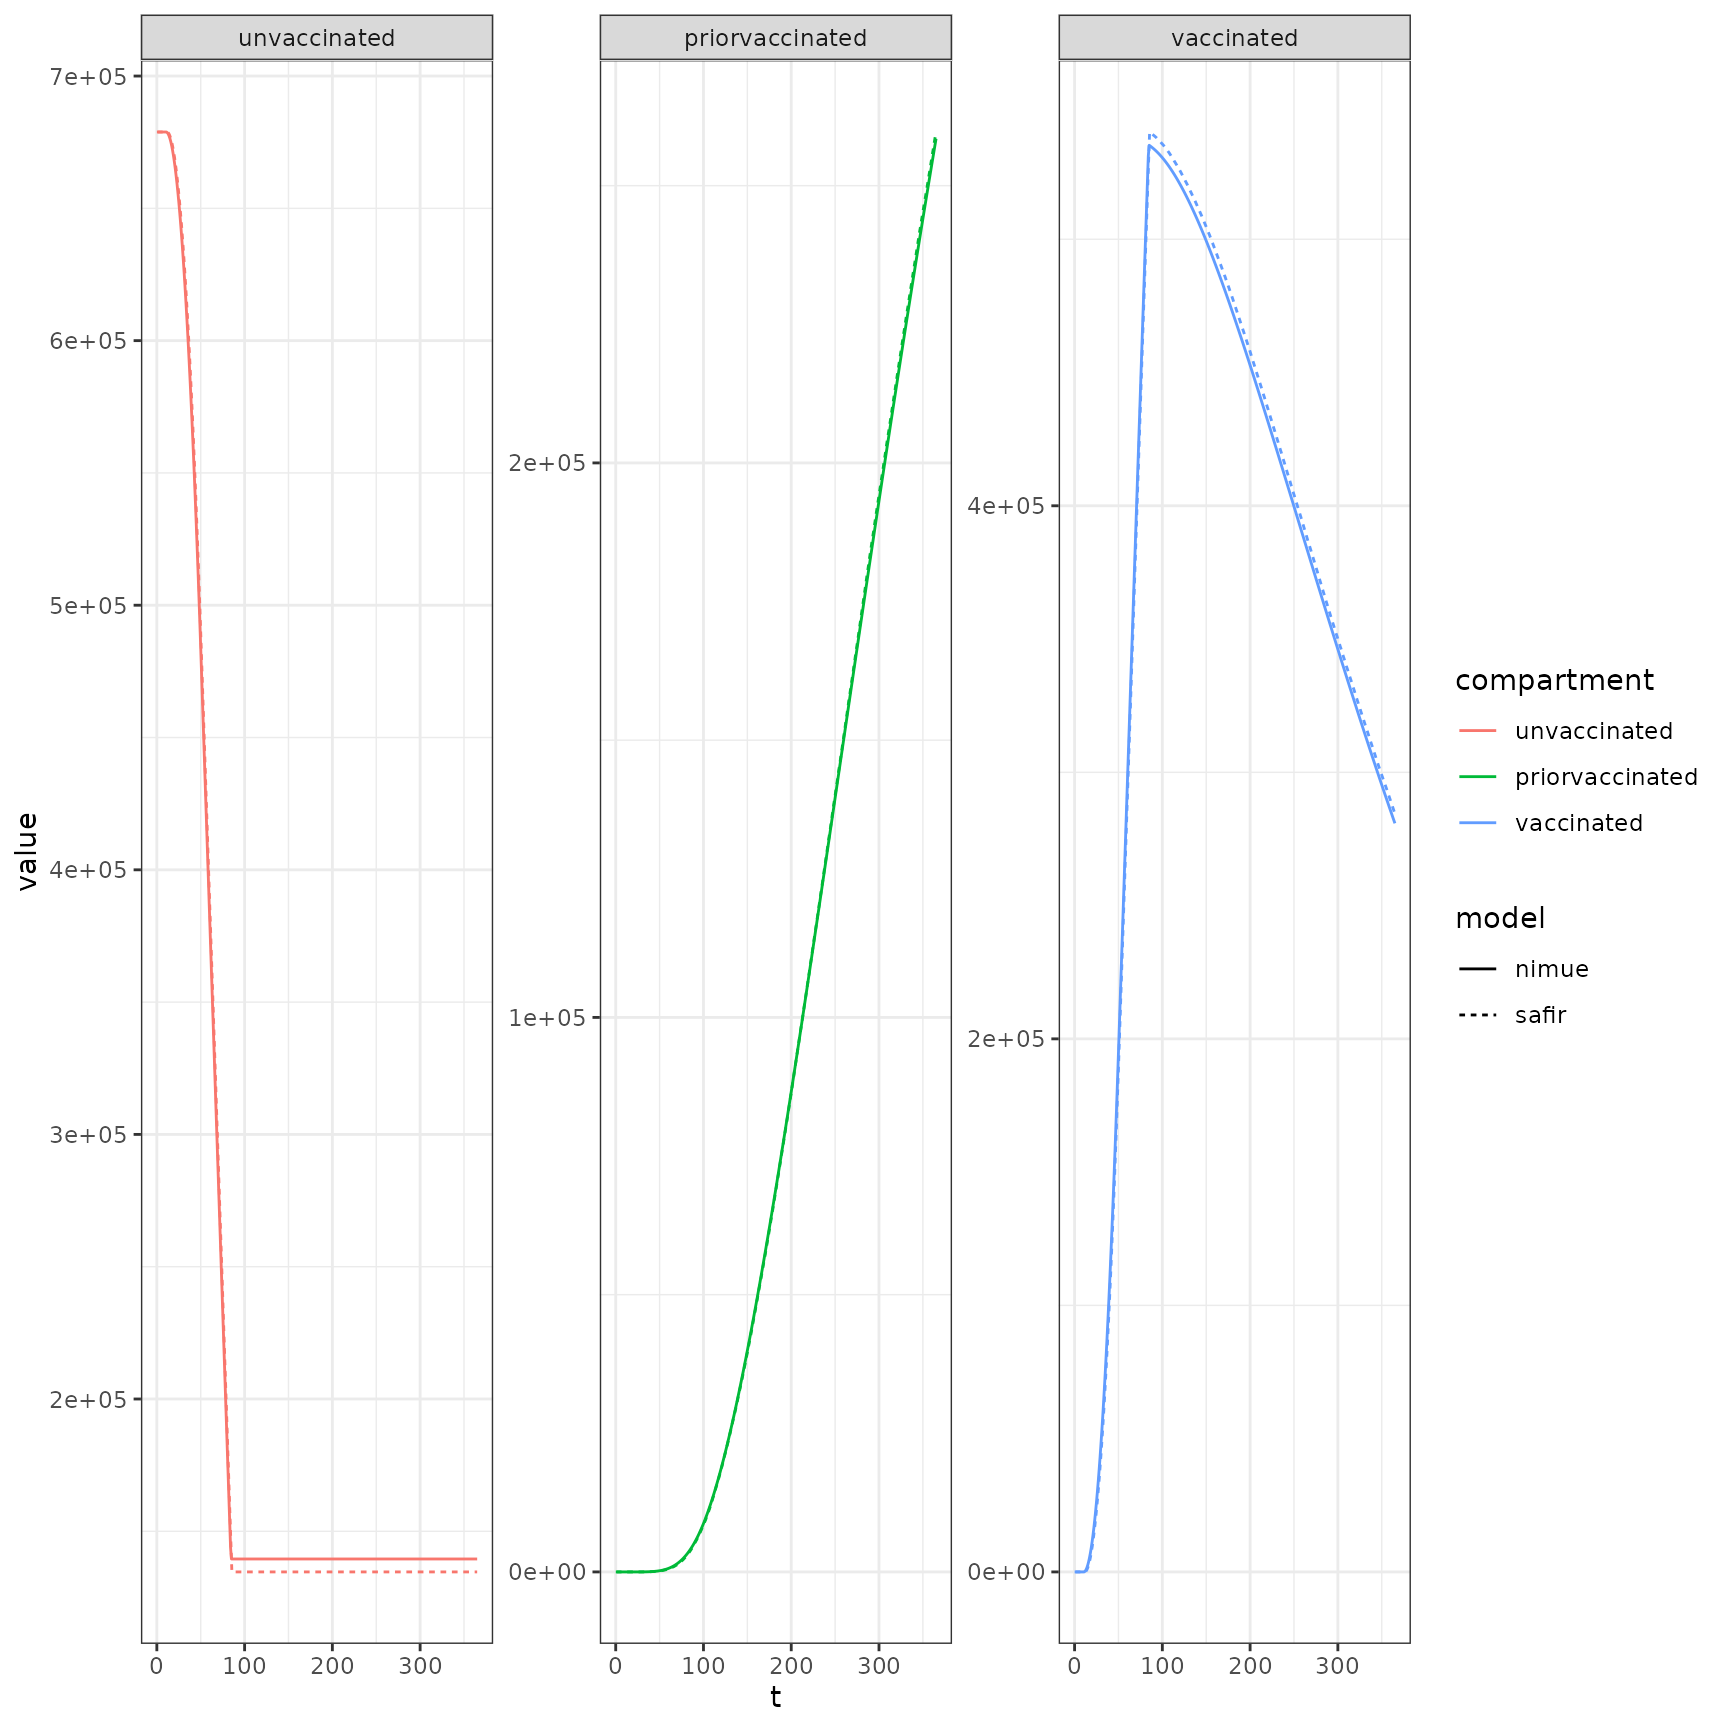 unvaccinated
priorvaccinated
vaccinated
value
7e+05
6e+05
5e+05
4e+05
3e+05
2e+05
2e+05
1e+05
0e+00
4e+05
2e+05
0e+00
0 100 200 300
0 100 200 300
0 100 200 300
t
compartment
unvaccinated
priorvaccinated
vaccinated
model
nimue
safir